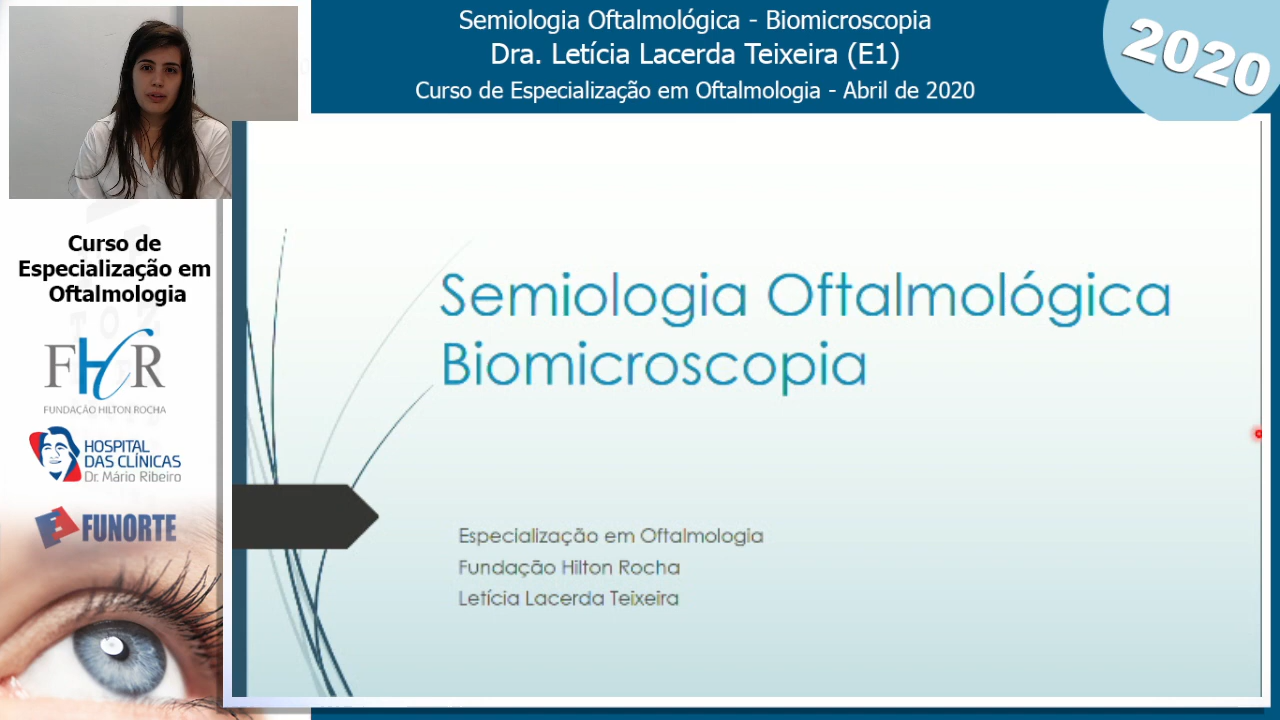 Semiologia Oftalmológica - Biomicroscopia
Dra. Letícia Lacerda Teixeira (E1)
Curso de Especialização em Oftalmologia - Abril de 2020
2020
Curso de
Especialização em
Oftalmologia
FHR
FUNDAÇÃO HILTON ROCHA
HOSPITAL
DAS CLÍNICAS
Dr. Mário Ribeiro
FUNORTE
Semiologia Oftalmológica
Biomicroscopia
Especialização em Oftalmologia
Fundação Hilton Rocha
Letícia Lacerda Teixeira